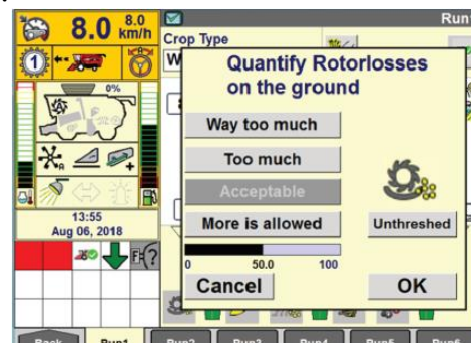 8.0 8.0 km/h
Run
Crop Type
W
1
0%
A
13:55
Aug 06, 2018
F ?
Quantify Rotorlosses
on the ground
Way too much
Too much
Acceptable
More is allowed
Unthreshed
0 50.0 100
Cancel
OK
Back Run1 Run2 Run3 Run4 Run5 Run6